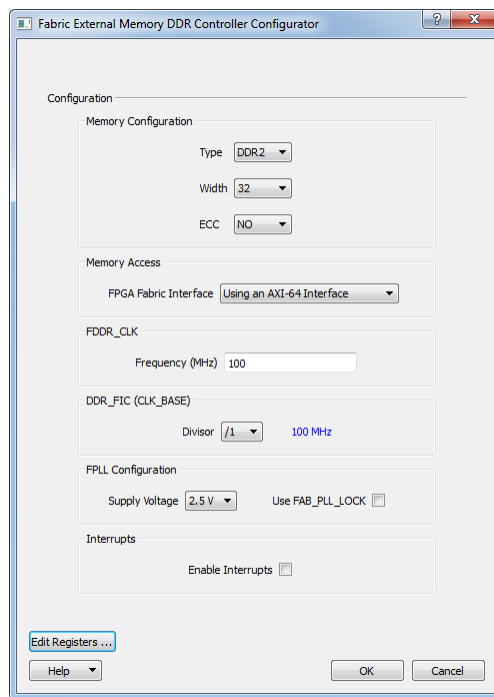 Fabric External Memory DDR Controller Configurator
Configuration
Memory Configuration
Type DDR2
Width 32
ECC NO
Memory Access
FPGA Fabric Interface Using an AXI-64 Interface
FDDR_CLK
Frequency (MHz) 100
DDR_FIC (CLK_BASE)
Divisor /1 100 MHz
FPLL Configuration
Supply Voltage 2.5 V Use FAB_PLL_LOCK
Interrupts
Enable Interrupts
Edit Registers ...
Help OK Cancel